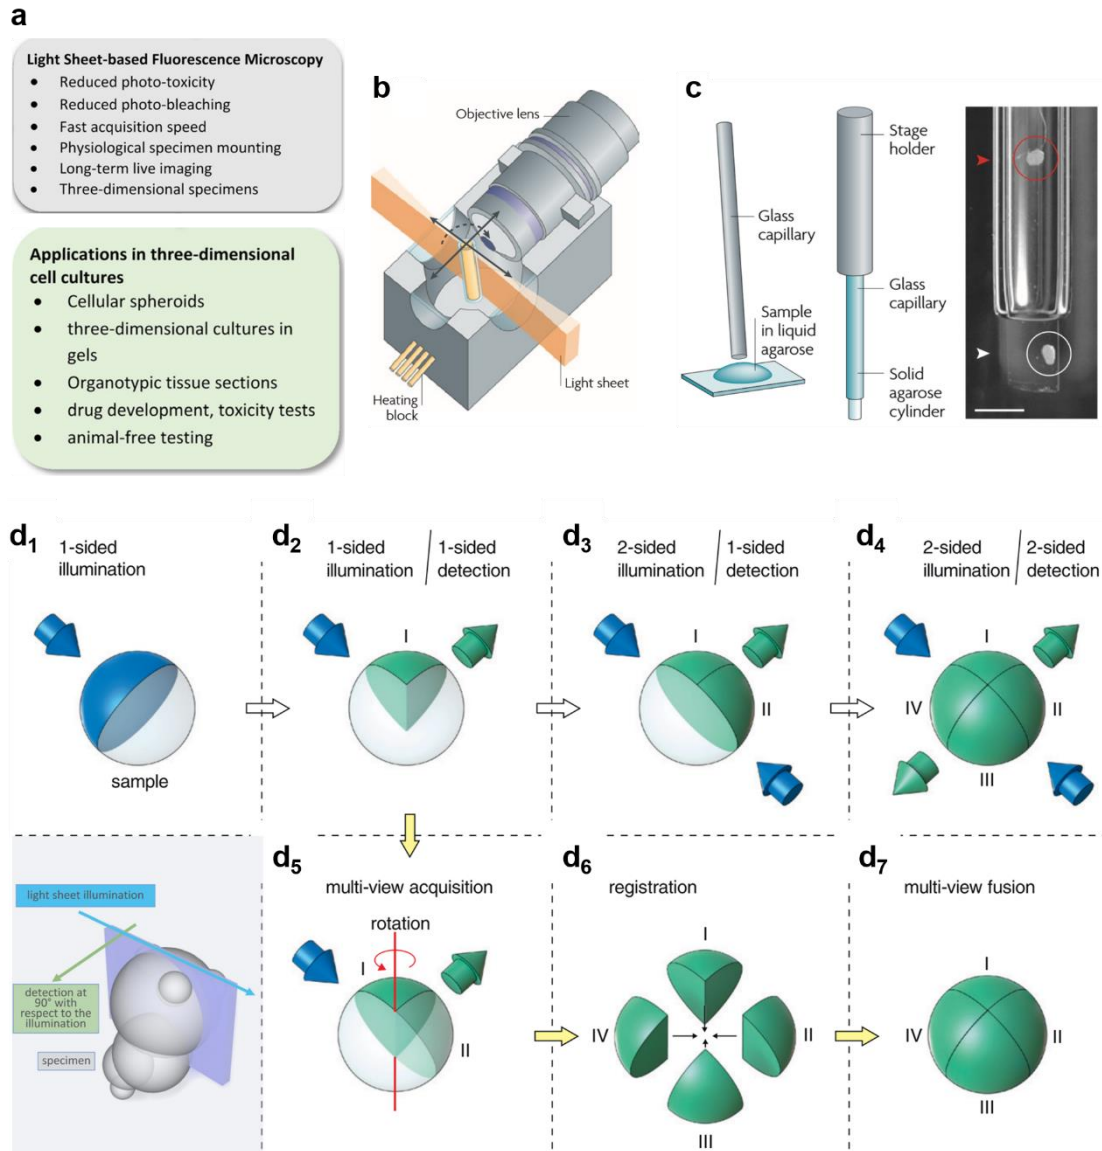 a
Light Sheet-based Fluorescence Microscopy
• Reduced photo-toxicity
• Reduced photo-bleaching
• Fast acquisition speed
• Physiological specimen mounting
• Long-term live imaging
• Three-dimensional specimens
Applications in three-dimensional
cell cultures
• Cellular spheroids
• three-dimensional cultures in
gels
• Organotypic tissue sections
• drug development, toxicity tests
• animal-free testing
b
Objective lens
Light sheet
Heating
block
c
Glass
capillary
Sample
in liquid
agarose
Stage
holder
Glass
capillary
Solid
agarose
cylinder
d1
1-sided
illumination
sample
d2
1-sided
illumination
/
1-sided
detection
I
d3
2-sided
illumination
/
1-sided
detection
I
II
d4
2-sided
illumination
/
2-sided
detection
I
IV
II
III
light sheet illumination
detection at
90° with
respect to the
illumination
specimen
d5
multi-view acquisition
rotation
I
II
d6
registration
I
IV
II
III
d7
multi-view fusion
I
IV
II
III